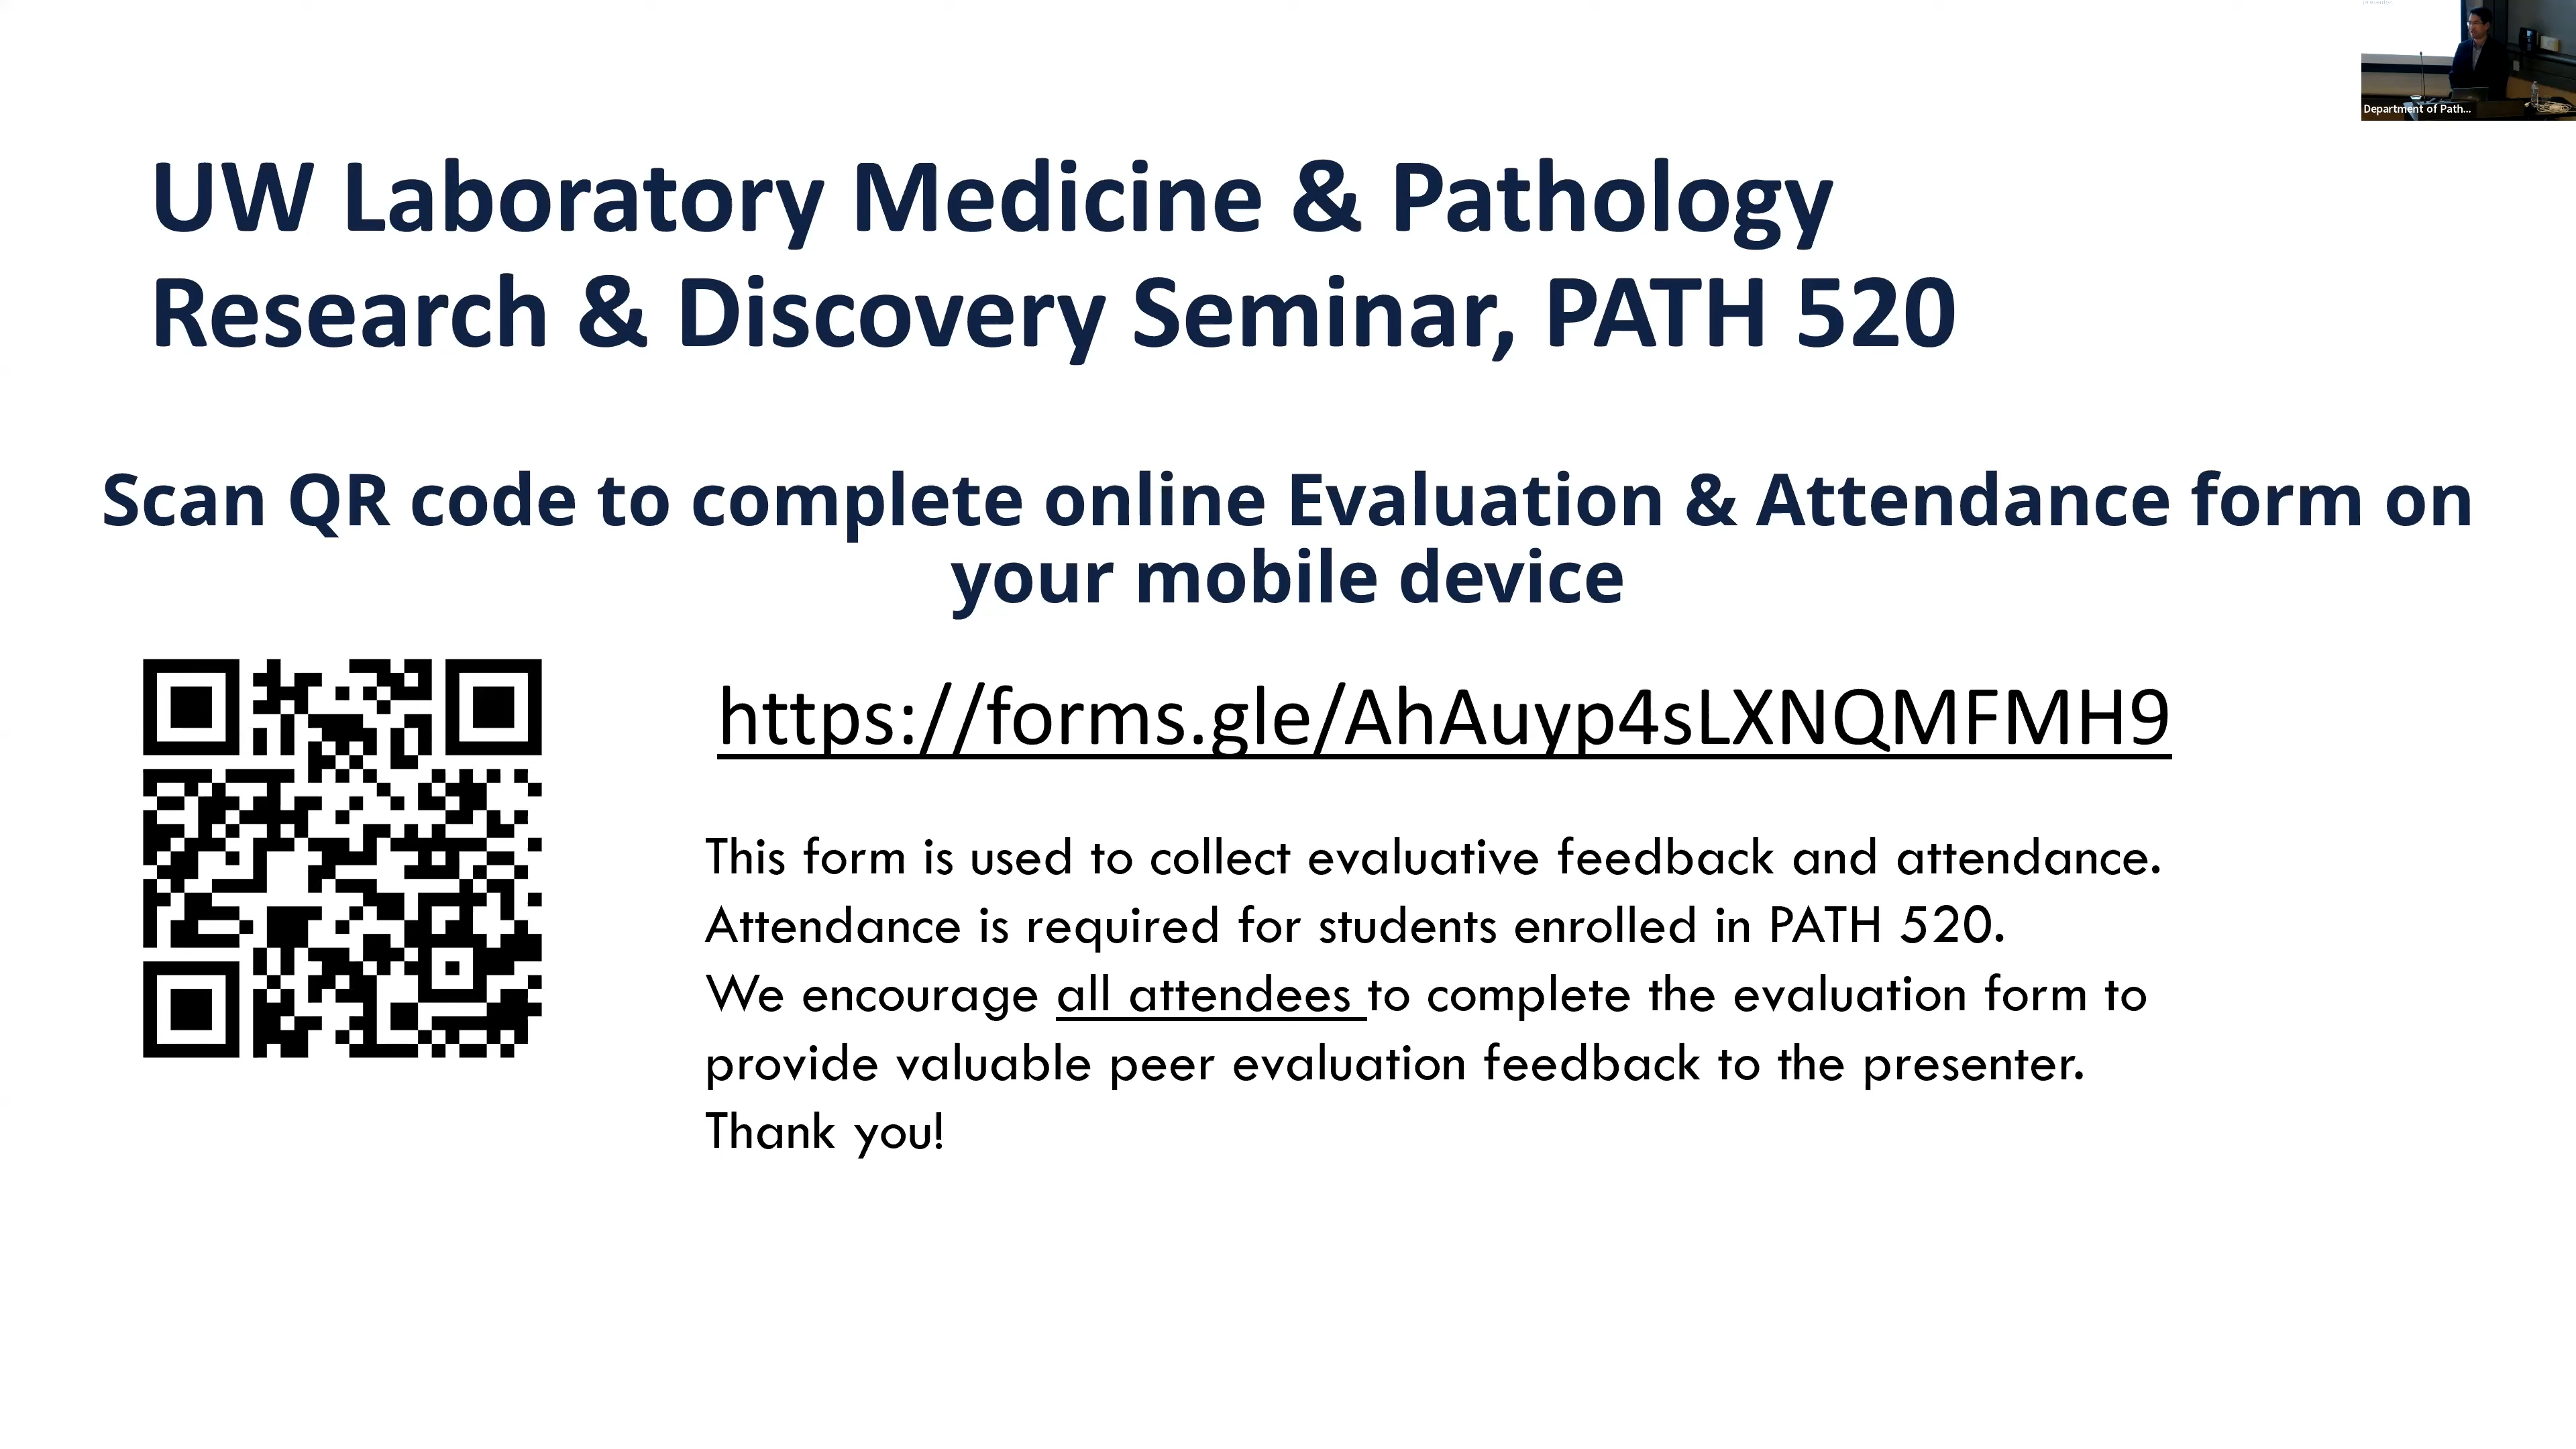 UW Laboratory Medicine & Pathology
Research & Discovery Seminar, PATH 520
Scan QR code to complete online Evaluation & Attendance form on
your mobile device
https://forms.gle/AhAuyp4sLXNQMFMH9
This form is used to collect evaluative feedback and attendance.
Attendance is required for students enrolled in PATH 520.
We encourage all attendees to complete the evaluation form to
provide valuable peer evaluation feedback to the presenter.
Thank you!
Department of Path...